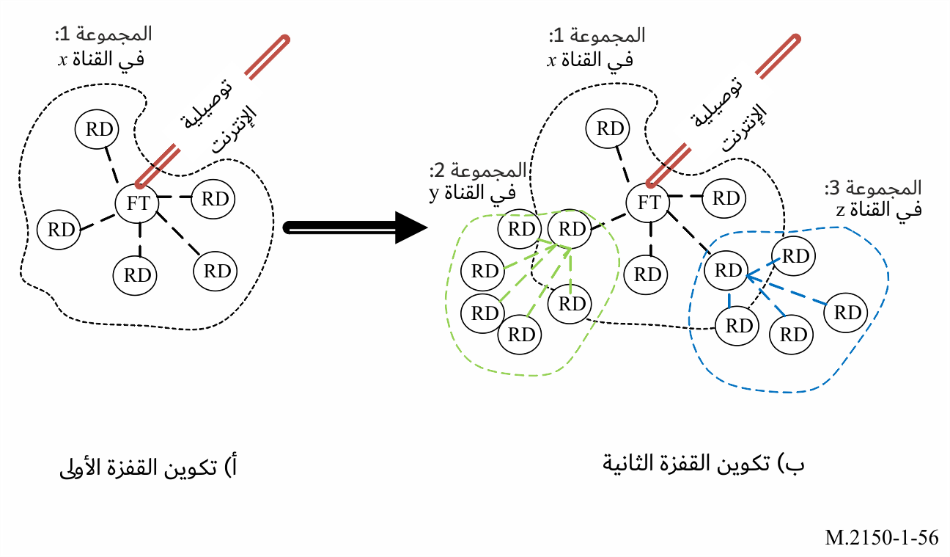 المجموعة 1:
في القناة x
توصيلية
الإنترنت
RD
FT
RD
RD
RD
RD
المجموعة 1:
في القناة x
توصيلية
الإنترنت
المجموعة 2:
في القناة y
المجموعة 3:
في القناة z
RD
FT
RD
RD
RD
RD
RD
RD
RD
RD
RD
RD
RD
RD
RD
RD
أ) تكوين القفزة الأولى
ب) تكوين القفزة الثانية
M.2150-1-56